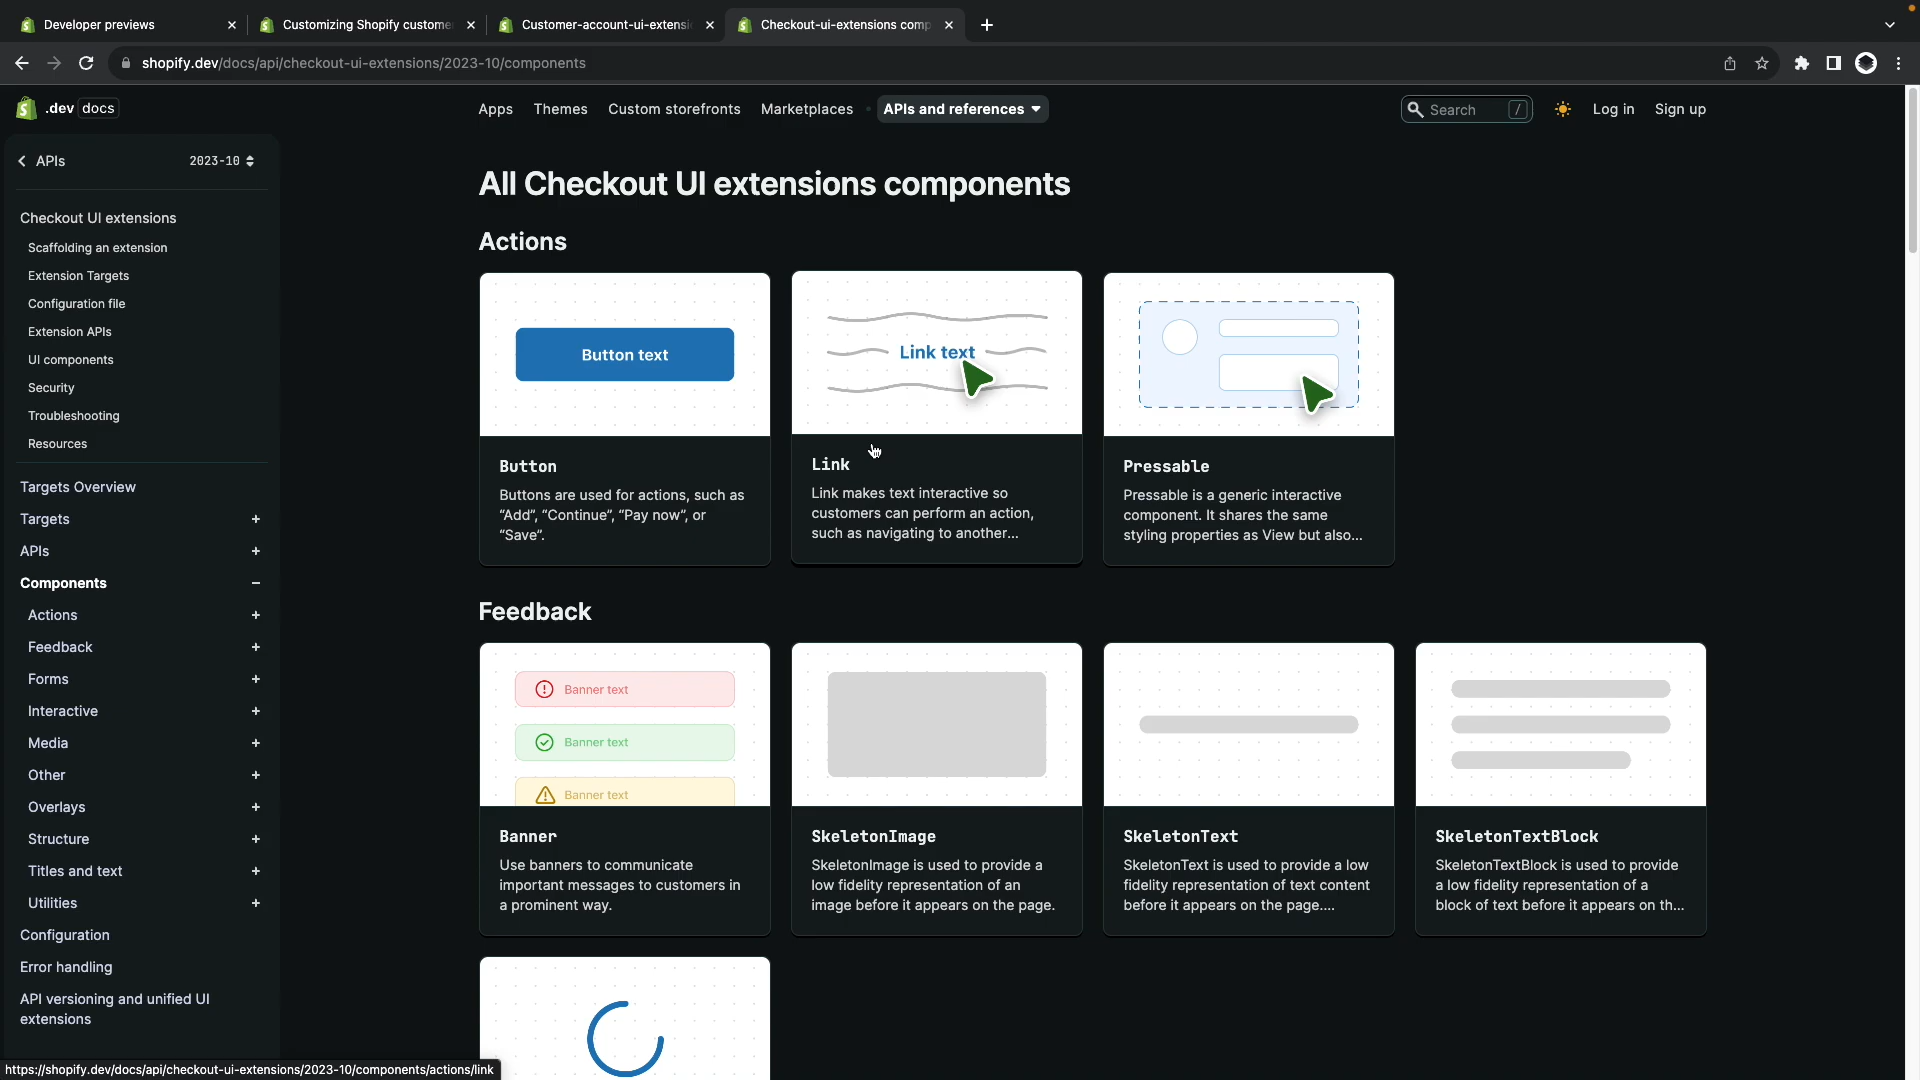 Developer previews
Customizing Shopify custome
Customer-account-ui-extensi
Checkout-ui-extensions comp
shopify.dev/docs/api/checkout-ui-extensions/2023-10/components
.dev docs
Apps
Themes
Custom storefronts
Marketplaces
APIs and references
Search /
Log in
Sign up
APIs
2023-10
Checkout UI extensions
Scaffolding an extension
Extension Targets
Configuration file
Extension APIs
UI components
Security
Troubleshooting
Resources
Targets Overview
Targets +
APIs +
Components −
Actions +
Feedback +
Forms +
Interactive +
Media +
Other +
Overlays +
Structure +
Titles and text +
Utilities +
Configuration
Error handling
API versioning and unified UI
extensions
All Checkout UI extensions components
Actions
Button text
Button
Buttons are used for actions, such as
“Add”, “Continue”, “Pay now”, or
“Save”.
Link text
Link
Link makes text interactive so
customers can perform an action,
such as navigating to another...
Pressable
Pressable is a generic interactive
component. It shares the same
styling properties as View but also...
Feedback
Banner text
Banner text
Banner text
Banner
Use banners to communicate
important messages to customers in
a prominent way.
SkeletonImage
SkeletonImage is used to provide a
low fidelity representation of an
image before it appears on the page.
SkeletonText
SkeletonText is used to provide a low
fidelity representation of text content
before it appears on the page....
SkeletonTextBlock
SkeletonTextBlock is used to provide
a low fidelity representation of a
block of text before it appears on th...
https://shopify.dev/docs/api/checkout-ui-extensions/2023-10/components/actions/link